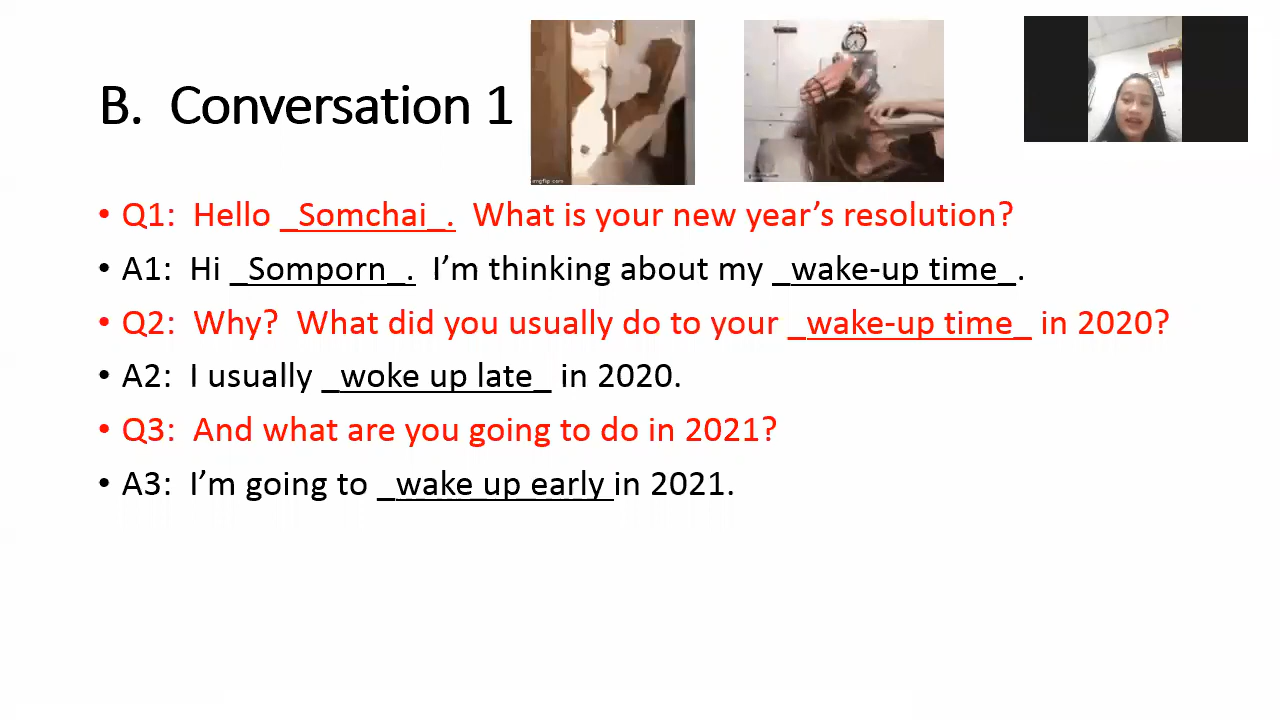 B. Conversation 1
• Q1: Hello _Somchai_. What is your new year’s resolution?
• A1: Hi _Somporn_. I’m thinking about my _wake-up time_.
• Q2: Why? What did you usually do to your _wake-up time_ in 2020?
• A2: I usually _woke up late_ in 2020.
• Q3: And what are you going to do in 2021?
• A3: I’m going to _wake up early in 2021.
imgflip.com